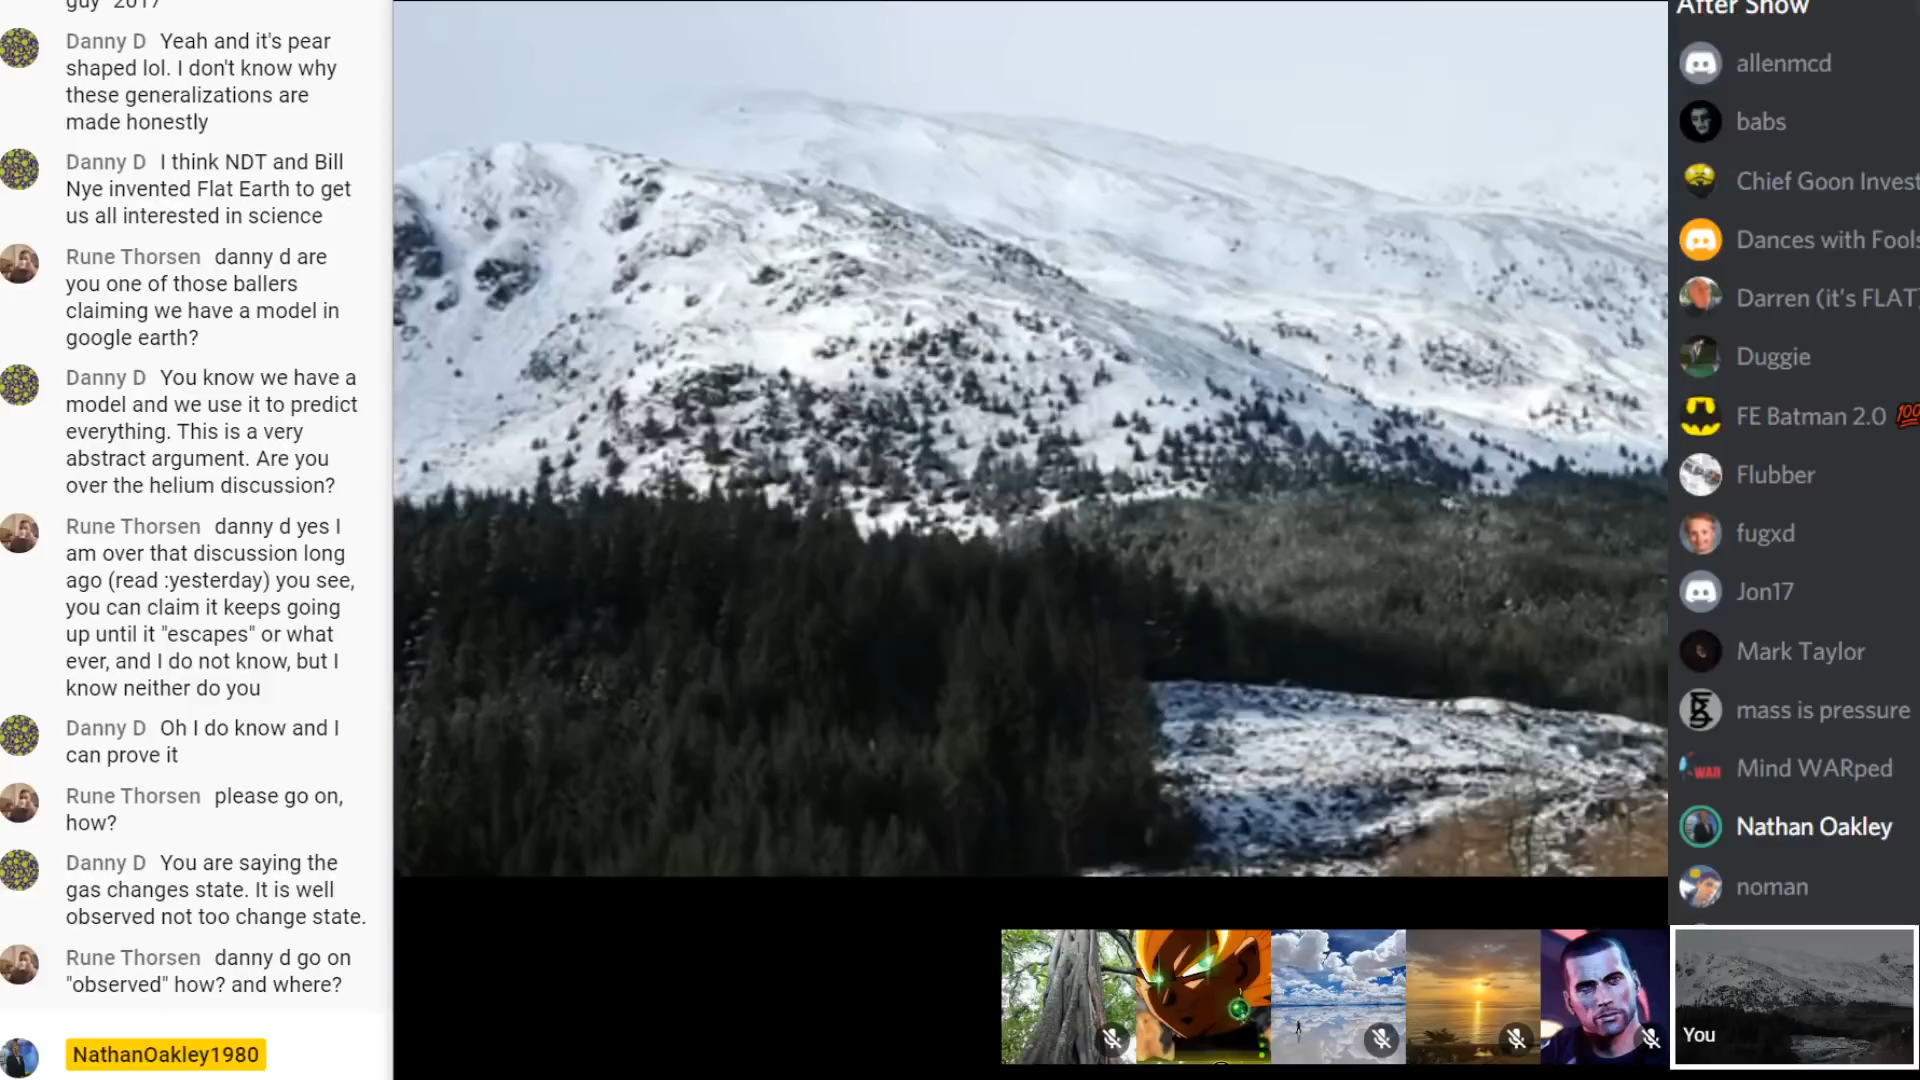 guy" 2017
Danny D Yeah and it's pear
shaped lol. I don't know why
these generalizations are
made honestly
Danny D I think NDT and Bill
Nye invented Flat Earth to get
us all interested in science
Rune Thorsen danny d are
you one of those ballers
claiming we have a model in
google earth?
Danny D You know we have a
model and we use it to predict
everything. This is a very
abstract argument. Are you
over the helium discussion?
Rune Thorsen danny d yes I
am over that discussion long
ago (read :yesterday) you see,
you can claim it keeps going
up until it "escapes" or what
ever, and I do not know, but I
know neither do you
Danny D Oh I do know and I
can prove it
Rune Thorsen please go on,
how?
Danny D You are saying the
gas changes state. It is well
observed not too change state.
Rune Thorsen danny d go on
"observed" how? and where?
NathanOakley1980
After Show
allenmcd
babs
Chief Goon Invest
Dances with Fools
Darren (it's FLAT
Duggie
FE Batman 2.0 💯
Flubber
fugxd
Jon17
Mark Taylor
mass is pressure
WAR
Mind WARped
Nathan Oakley
noman
You